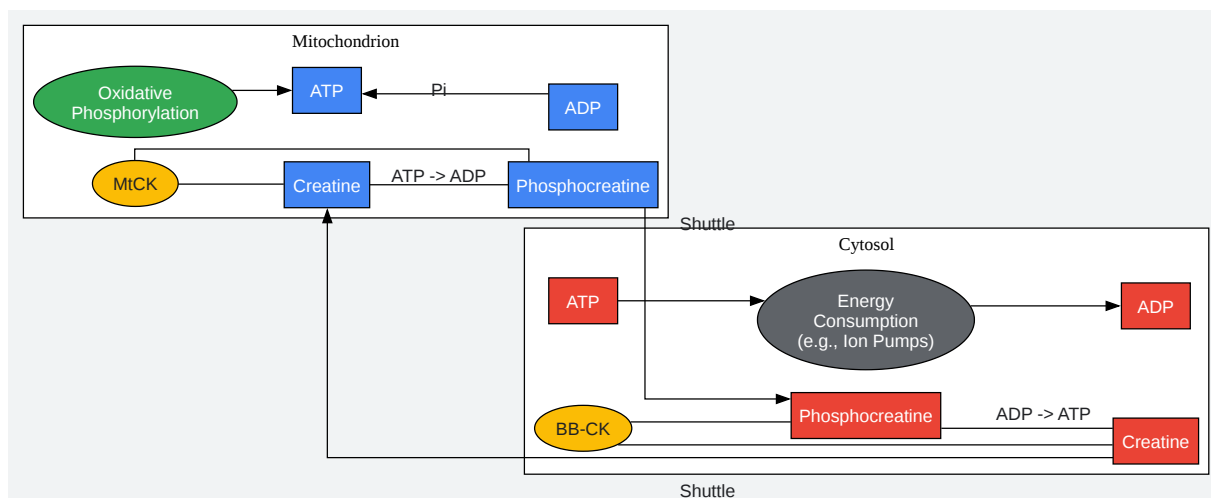 Mitochondrion
Oxidative
Phosphorylation
ATP
Pi
ADP
MtCK
Creatine
ATP -> ADP
Phosphocreatine
Shuttle
Cytosol
ATP
Energy
Consumption
(e.g., Ion Pumps)
ADP
BB-CK
Phosphocreatine
ADP -> ATP
Creatine
Shuttle